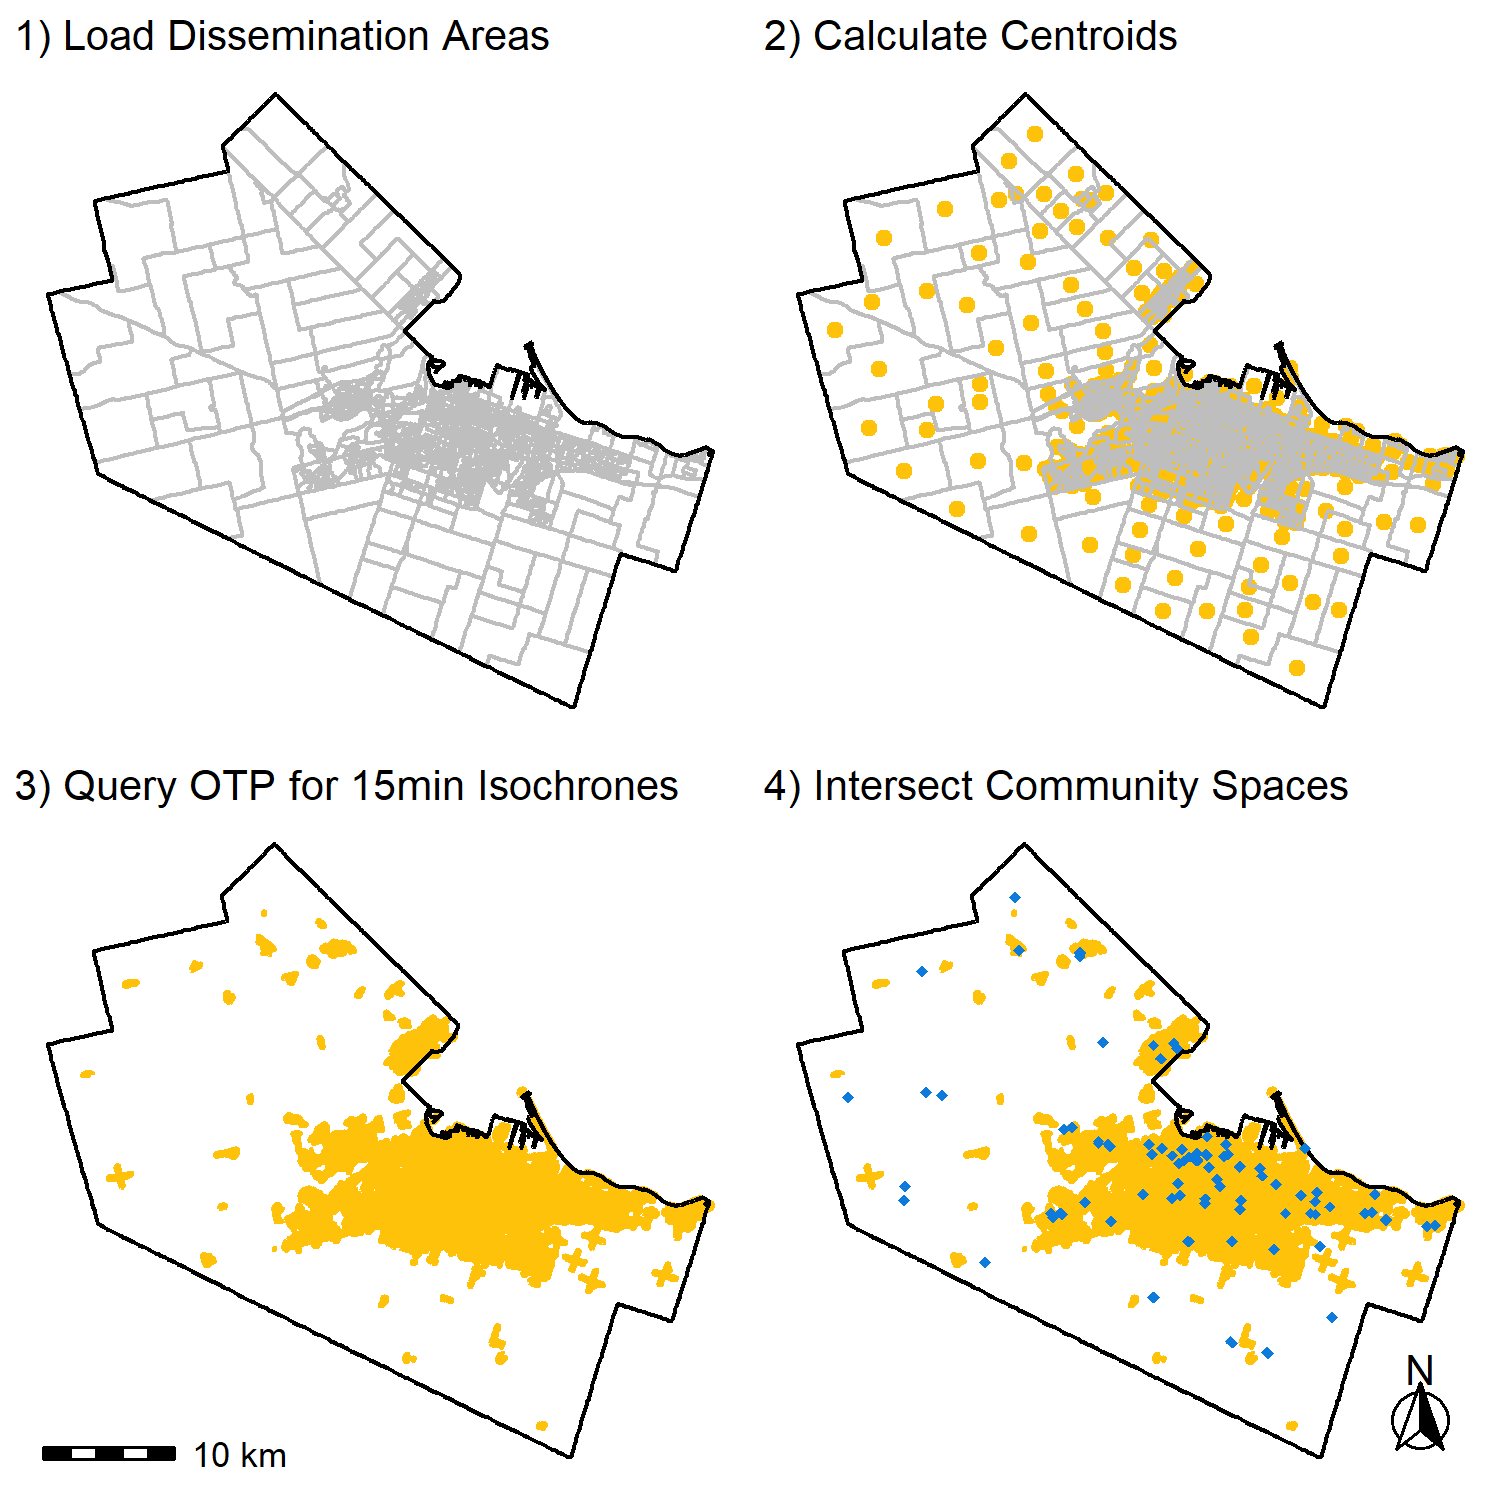 1) Load Dissemination Areas
2) Calculate Centroids
3) Query OTP for 15min Isochrones
4) Intersect Community Spaces
N
10 km